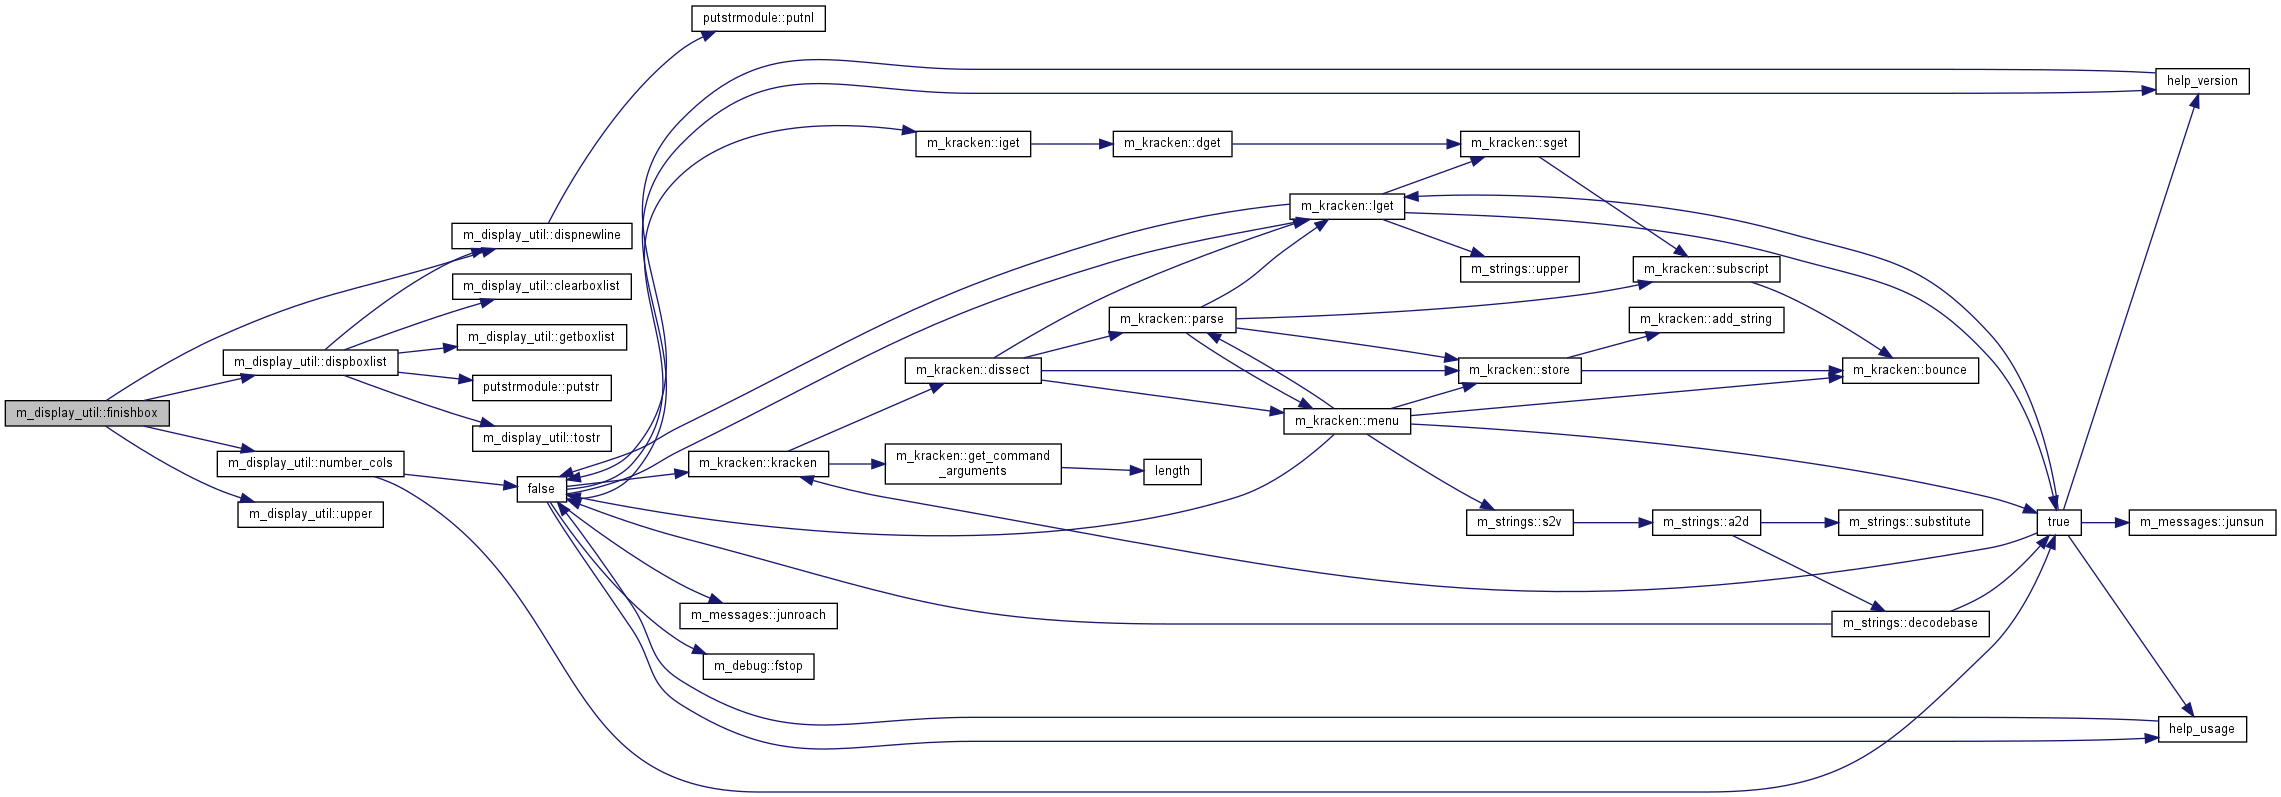 putstrmodule::putnl
help_version
m_kracken::iget
m_kracken::dget
m_kracken::sget
m_kracken::lget
m_display_util::dispnewline
m_strings::upper
m_kracken::subscript
m_display_util::clearboxlist
m_kracken::parse
m_kracken::add_string
m_display_util::getboxlist
m_display_util::dispboxlist
m_kracken::dissect
m_kracken::store
m_kracken::bounce
putstrmodule::putstr
m_display_util::finishbox
m_kracken::menu
m_display_util::tostr
m_display_util::number_cols
m_kracken::kracken
m_kracken::get_command
_arguments
length
false
m_display_util::upper
m_strings::s2v
m_strings::a2d
m_strings::substitute
true
m_messages::junsun
m_messages::junroach
m_strings::decodebase
m_debug::fstop
help_usage